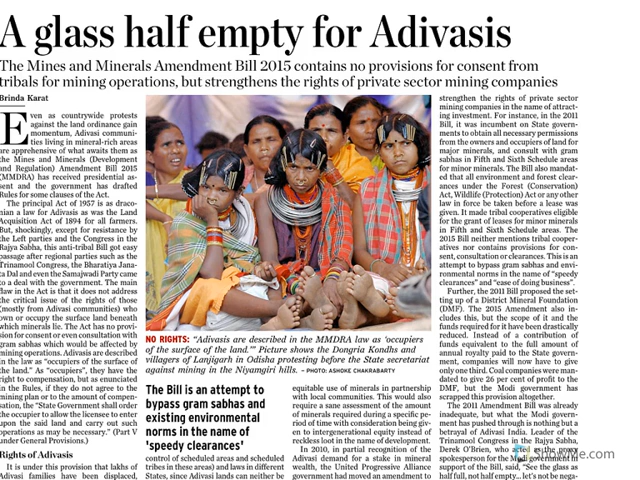 A glass half empty for Adivasis
The Mines and Minerals Amendment Bill 2015 contains no provisions for consent from
tribals for mining operations, but strengthens the rights of private sector mining companies
Brinda Karat
Even as countrywide protests
against the land ordinance gain
momentum, Adivasi communi-
ties living in mineral-rich areas
are apprehensive of what awaits them as
the Mines and Minerals (Development
and Regulation) Amendment Bill 2015
(MMDRA) has received presidential as-
sent and the government has drafted
Rules for some clauses of the Act.
The principal Act of 1957 is as draco-
nian a law for Adivasis as was the Land
Acquisition Act of 1894 for all farmers.
But, shockingly, except for resistance by
the Left parties and the Congress in the
Rajya Sabha, this anti-tribal Bill got easy
passage after regional parties such as the
Trinamool Congress, the Bharatiya Jana-
ta Dal and even the Samajwadi Party came
to a deal with the government. The main
flaw in the Act is that it does not address
the critical issue of the rights of those
(mostly from Adivasi communities) who
own or occupy the surface land beneath
which minerals lie. The Act has no provi-
sion for consent or even consultation with
gram sabhas which would be affected by
mining operations. Adivasis are described
in the law as "occupiers of the surface of
the land." As "occupiers", they have the
right to compensation, but as enunciated
in the Rules, if they do not agree to the
mining plan or to the amount of compen-
sation, the "State Government shall order
the occupier to allow the licensee to enter
upon the said land and carry out such
operations as may be necessary." (Part V
under General Provisions.)
Rights of Adivasis
It is under this provision that lakhs of
Adivasi families have been displaced,
NO RIGHTS: "Adivasis are described in the MMDRA law as 'occupiers
of the surface of the land.'" Picture shows the Dongria Kondhs and
villagers of Lanjigarh in Odisha protesting before the State secretariat
against mining in the Niyamgiri hills. – PHOTO: ASHOKE CHAKRABARTY
The Bill is an attempt to
bypass gram sabhas and
existing environmental
norms in the name of
'speedy clearances'
control of scheduled areas and scheduled
tribes in these areas) and laws in different
States, since Adivasi lands can neither be
equitable use of minerals in partnership
with local communities. This would also
require a sane assessment of the
amount of minerals required during a specific pe-
riod of time with consideration being giv-
en to intergenerational equity instead of
reckless loot in the name of development.
In 2010, in partial recognition of the
Adivasi demand for a stake in mineral
wealth, the United Progressive Alliance
government had moved an amendment to
strengthen the rights of private sector
mining companies in the name of attract-
ing investment. For instance, in the 2011
Bill, it was incumbent on State govern-
ments to obtain all necessary permissions
from the owners and occupiers of land for
major minerals, and consult with gram
sabhas in Fifth and Sixth Schedule areas
for minor minerals. The Bill also mandat-
ed that all environment and forest clear-
ances under the Forest (Conservation)
Act, Wildlife (Protection) Act or any other
law in force be taken before a lease was
given. It made tribal cooperatives eligible
for the grant of leases for minor minerals
in Fifth and Sixth Schedule areas. The
2015 Bill neither mentions tribal cooper-
atives nor contains provisions for con-
sent, consultation or clearances. This is an
attempt to bypass gram sabhas and envi-
ronmental norms in the name of "speedy
clearances" and "ease of doing business".
Further, the 2011 Bill proposed the set-
ting up of a District Mineral Foundation
(DMF). The 2015 Amendment also in-
cludes this, but the scope of it and the
funds required for it have been drastically
reduced. Instead of a contribution of
funds equivalent to the full amount of
annual royalty paid to the State govern-
ment, companies will now have to give
only one third. Coal companies were man-
dated to give 26 per cent of profit to the
DMF, but the Modi government has
scrapped this provision altogether.
The 2011 Amendment Bill was already
inadequate, but what the Modi govern-
ment has pushed through is nothing but a
betrayal of Adivasi India. Leader of the
Trinamool Congress in the Rajya Sabha,
Derek O'Brien, who acted as the proxy
spokesperson for the Modi government in
support of the Bill, said, "See the glass as
half full, not half empty... let's not be nega-
ShowMe.com